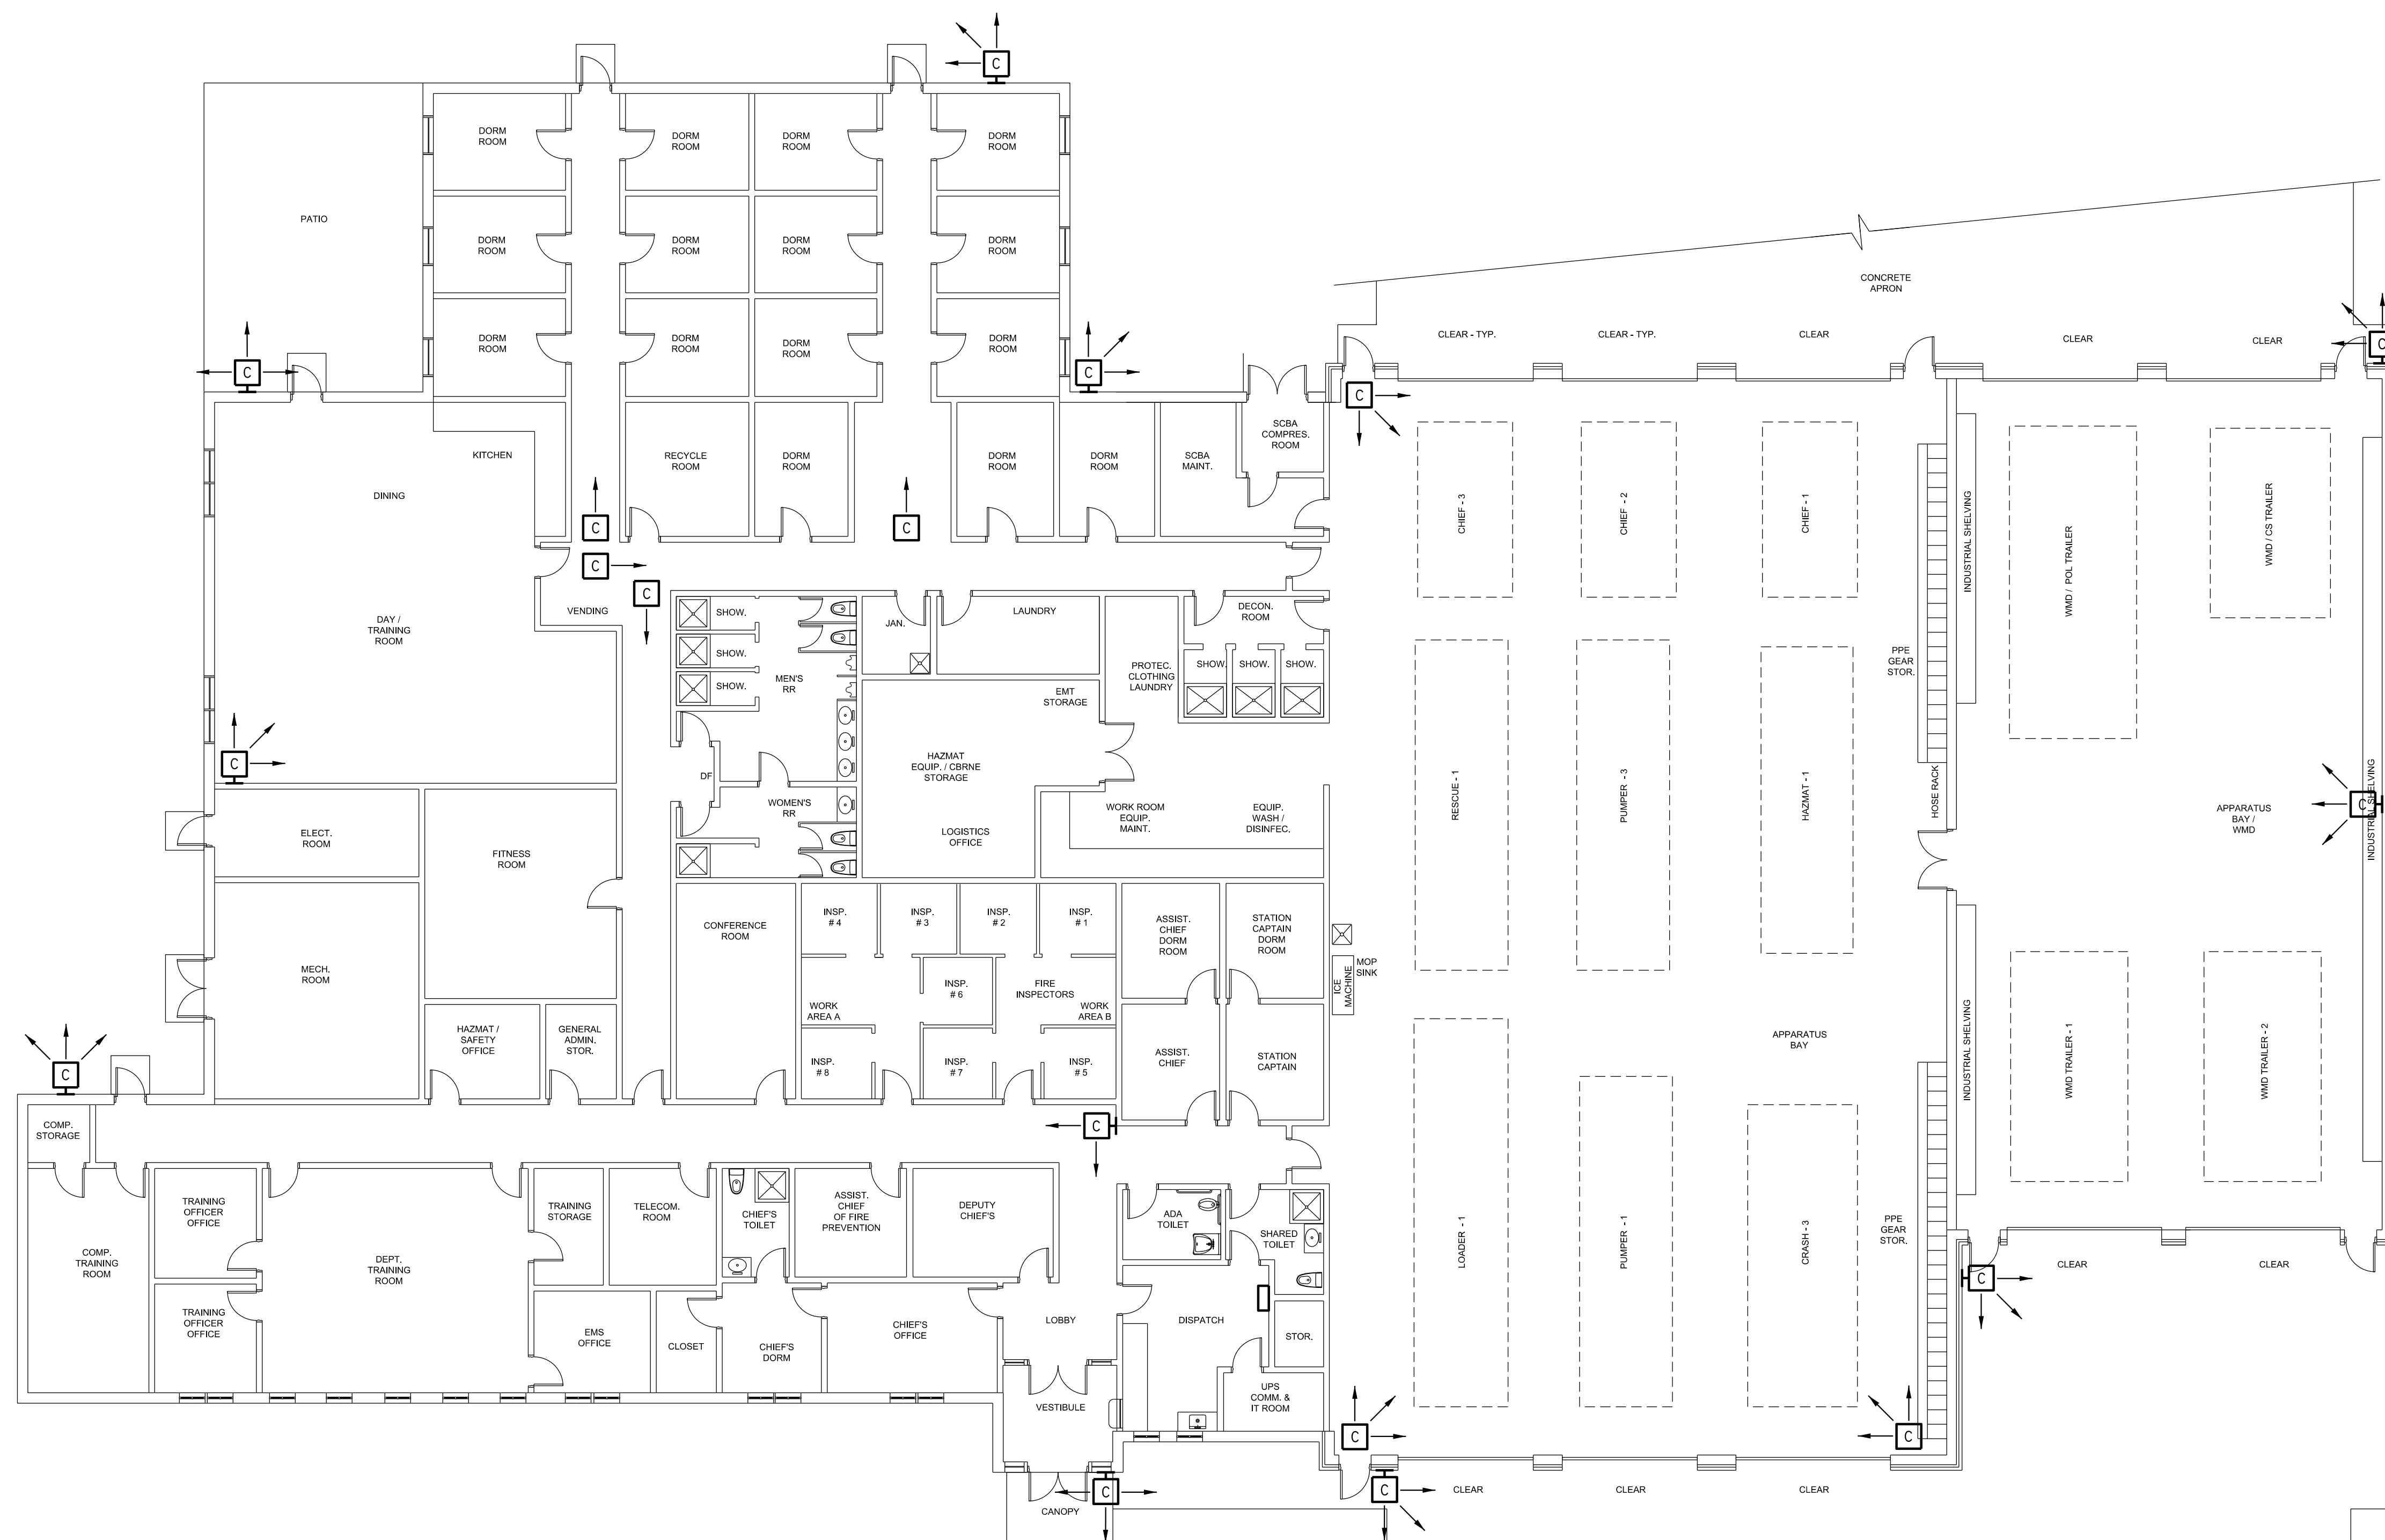 C
DORM
ROOM
DORM
ROOM
DORM
ROOM
DORM
ROOM
PATIO
DORM
ROOM
DORM
ROOM
DORM
ROOM
DORM
ROOM
CONCRETE
APRON
DORM
ROOM
DORM
ROOM
DORM
ROOM
DORM
ROOM
CLEAR - TYP.
CLEAR - TYP.
CLEAR
CLEAR
CLEAR
C
C
C
C
KITCHEN
RECYCLE
ROOM
DORM
ROOM
DORM
ROOM
DORM
ROOM
SCBA
MAINT.
SCBA
COMPRES.
ROOM
DINING
CHIEF - 3
CHIEF - 2
CHIEF - 1
INDUSTRIAL SHELVING
WMD / POL TRAILER
WMD / CS TRAILER
C
C
C
C
VENDING
DAY /
TRAINING
ROOM
SHOW.
SHOW.
SHOW.
MEN'S
RR
JAN.
LAUNDRY
DECON.
ROOM
PROTEC.
CLOTHING
LAUNDRY
SHOW.
SHOW.
SHOW.
EMT
STORAGE
PPE
GEAR
STOR.
C
DF
HAZMAT
EQUIP. / CBRNE
STORAGE
RESCUE - 1
PUMPER - 3
HAZMAT - 1
HOSE RACK
APPARATUS
BAY /
WMD
C
INDUSTRIAL SHELVING
ELECT.
ROOM
FITNESS
ROOM
WOMEN'S
RR
LOGISTICS
OFFICE
WORK ROOM
EQUIP.
MAINT.
EQUIP.
WASH /
DISINFEC.
CONFERENCE
ROOM
INSP.
# 4
INSP.
# 3
INSP.
# 2
INSP.
# 1
ASSIST.
CHIEF
DORM
ROOM
STATION
CAPTAIN
DORM
ROOM
MECH.
ROOM
INSP.
# 6
FIRE
INSPECTORS
WORK
AREA A
WORK
AREA B
ICE
MACHINE
MOP
SINK
HAZMAT /
SAFETY
OFFICE
GENERAL
ADMIN.
STOR.
INSP.
# 8
INSP.
# 7
INSP.
# 5
ASSIST.
CHIEF
STATION
CAPTAIN
APPARATUS
BAY
INDUSTRIAL SHELVING
WMD TRAILER - 1
WMD TRAILER - 2
C
COMP.
STORAGE
C
TRAINING
OFFICER
OFFICE
TRAINING
STORAGE
TELECOM.
ROOM
CHIEF'S
TOILET
ASSIST.
CHIEF
OF FIRE
PREVENTION
DEPUTY
CHIEF'S
ADA
TOILET
SHARED
TOILET
LOADER - 1
PUMPER - 1
CRASH - 3
PPE
GEAR
STOR.
COMP.
TRAINING
ROOM
DEPT.
TRAINING
ROOM
C
CLEAR
CLEAR
TRAINING
OFFICER
OFFICE
EMS
OFFICE
CLOSET
CHIEF'S
DORM
CHIEF'S
OFFICE
LOBBY
DISPATCH
STOR.
VESTIBULE
UPS
COMM. &
IT ROOM
C
C
C
C
CANOPY
CLEAR
CLEAR
CLEAR